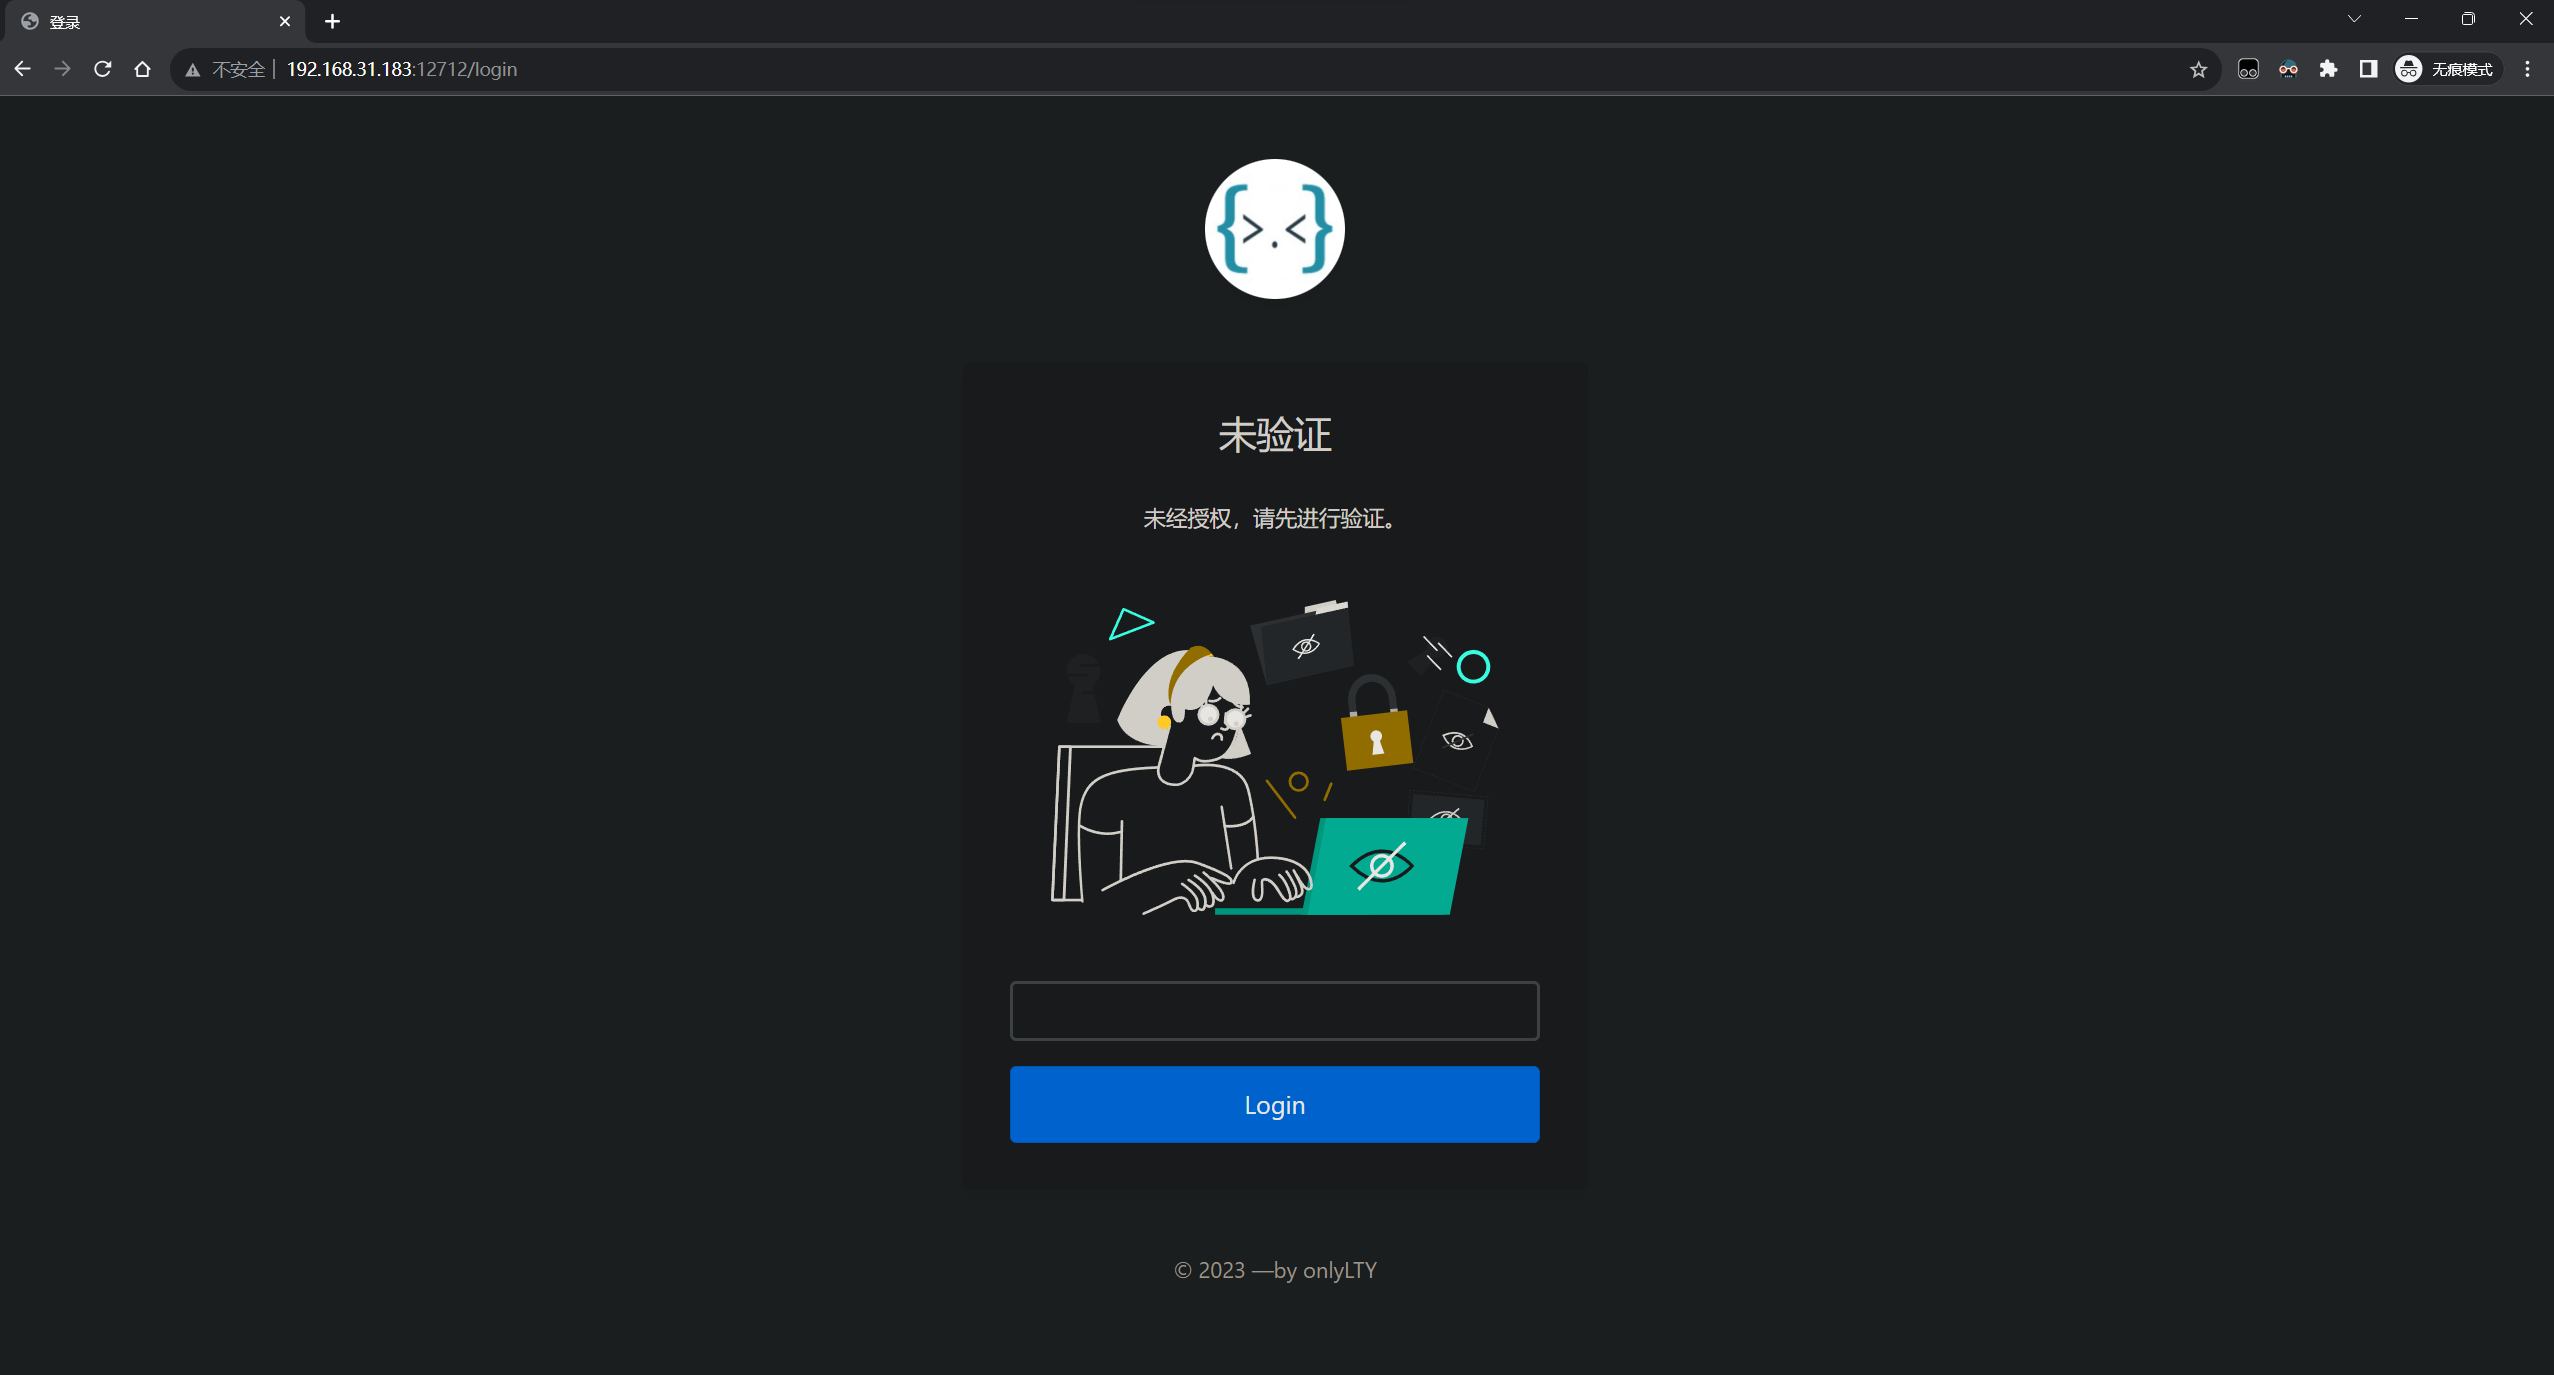 登录
不安全 192.168.31.183:12712/login
无痕模式
{>.<}
未验证
未经授权，请先进行验证。
Login
© 2023 —by onlyLTY